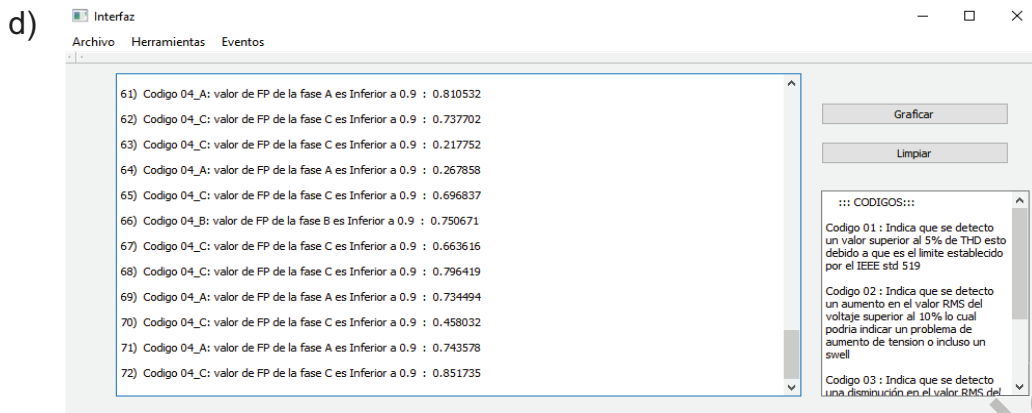 d)
Interfaz
Archivo Herramientas Eventos
61) Codigo 04_A: valor de FP de la fase A es Inferior a 0.9 : 0.810532
62) Codigo 04_C: valor de FP de la fase C es Inferior a 0.9 : 0.737702
63) Codigo 04_C: valor de FP de la fase C es Inferior a 0.9 : 0.217752
64) Codigo 04_A: valor de FP de la fase A es Inferior a 0.9 : 0.267858
65) Codigo 04_C: valor de FP de la fase C es Inferior a 0.9 : 0.696837
66) Codigo 04_B: valor de FP de la fase B es Inferior a 0.9 : 0.750671
67) Codigo 04_C: valor de FP de la fase C es Inferior a 0.9 : 0.663616
68) Codigo 04_C: valor de FP de la fase C es Inferior a 0.9 : 0.796419
69) Codigo 04_A: valor de FP de la fase A es Inferior a 0.9 : 0.734494
70) Codigo 04_C: valor de FP de la fase C es Inferior a 0.9 : 0.458032
71) Codigo 04_A: valor de FP de la fase A es Inferior a 0.9 : 0.743578
72) Codigo 04_C: valor de FP de la fase C es Inferior a 0.9 : 0.851735
Graficar
Limpiar
::: CODIGOS:::
Codigo 01 : Indica que se detecto
un valor superior al 5% de THD esto
debido a que es el limite establecido
por el IEEE std 519
Codigo 02 : Indica que se detecto
un aumento en el valor RMS del
voltaje superior al 10% lo cual
podria indicar un problema de
aumento de tension o incluso un
swell
Codigo 03 : Indica que se detecto
una disminución en el valor RMS del